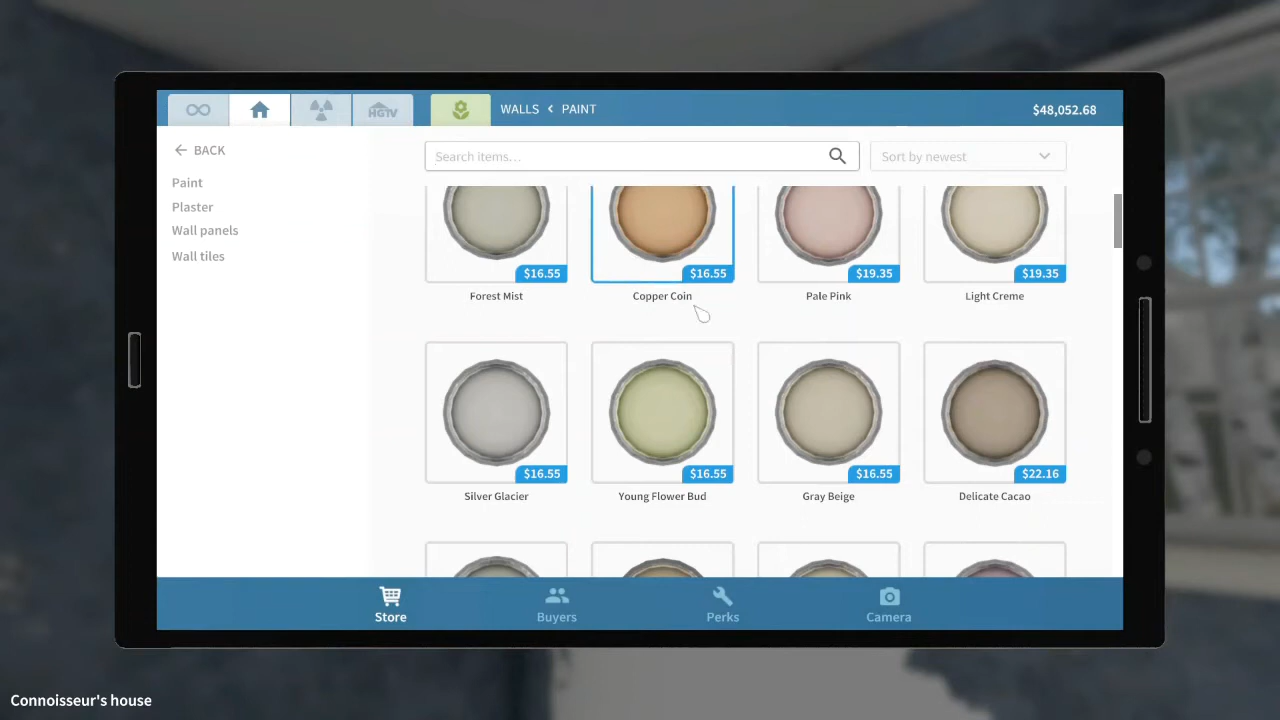 HGTV
WALLS < PAINT
$48,052.68
BACK
Search items...
Sort by newest
Paint
Plaster
Wall panels
Wall tiles
$16.55
$16.55
$19.35
$19.35
Forest Mist
Copper Coin
Pale Pink
Light Creme
$16.55
$16.55
$16.55
$22.16
Silver Glacier
Young Flower Bud
Gray Beige
Delicate Cacao
Store
Buyers
Perks
Camera
Connoisseur's house